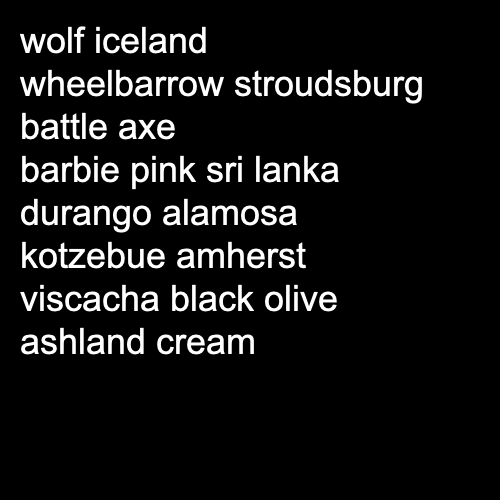 wolf iceland
wheelbarrow stroudsburg
battle axe
barbie pink sri lanka
durango alamosa
kotzebue amherst
viscacha black olive
ashland cream